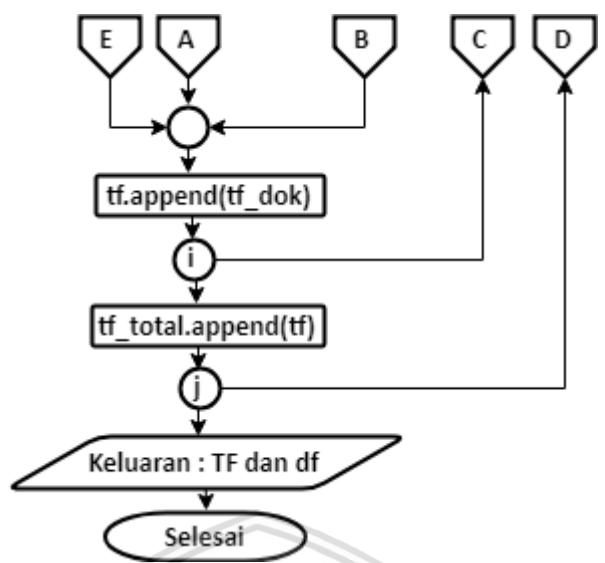 E A B C D
tf.append(tf_dok)
i
tf_total.append(tf)
j
Keluaran : TF dan df
Selesai